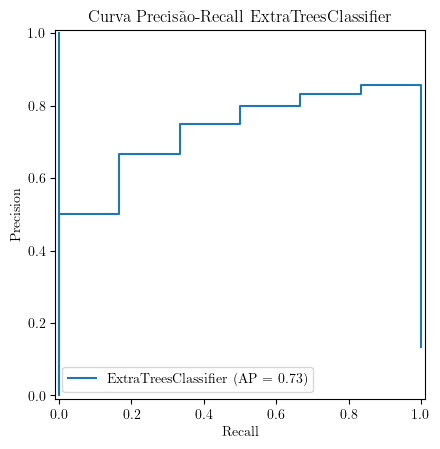 Curva Precisão-Recall ExtraTreesClassifier
1.0
0.8
0.6
0.4
0.2
0.0
Precision
ExtraTreesClassifier (AP = 0.73)
0.0 0.2 0.4 0.6 0.8 1.0
Recall